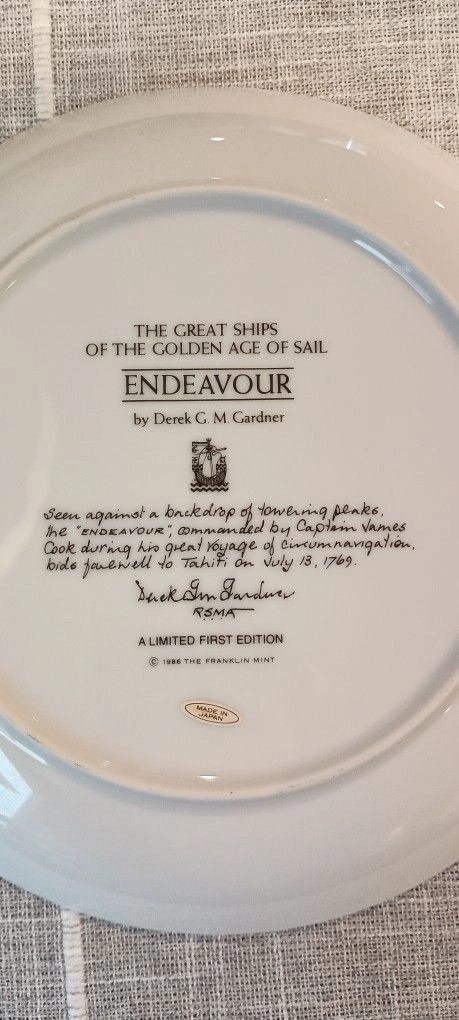 THE GREAT SHIPS
OF THE GOLDEN AGE OF SAIL
ENDEAVOUR
by Derek G. M. Gardner
Seen against a backdrop of towering peaks,
the "ENDEAVOUR", commanded by Captain James
Cook during his great voyage of circumnavigation,
bids farewell to Tahiti on July 13, 1769.
Derek Gm Gardner
RSMA
A LIMITED FIRST EDITION
© 1986 THE FRANKLIN MINT
MADE IN
JAPAN